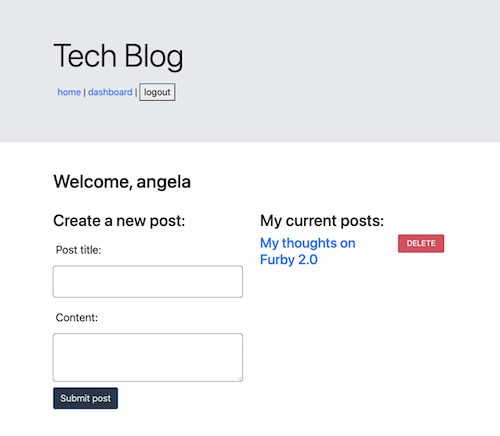 Tech Blog
home | dashboard | logout
Welcome, angela
Create a new post:
Post title:
Content:
Submit post
My current posts:
My thoughts on
Furby 2.0
DELETE